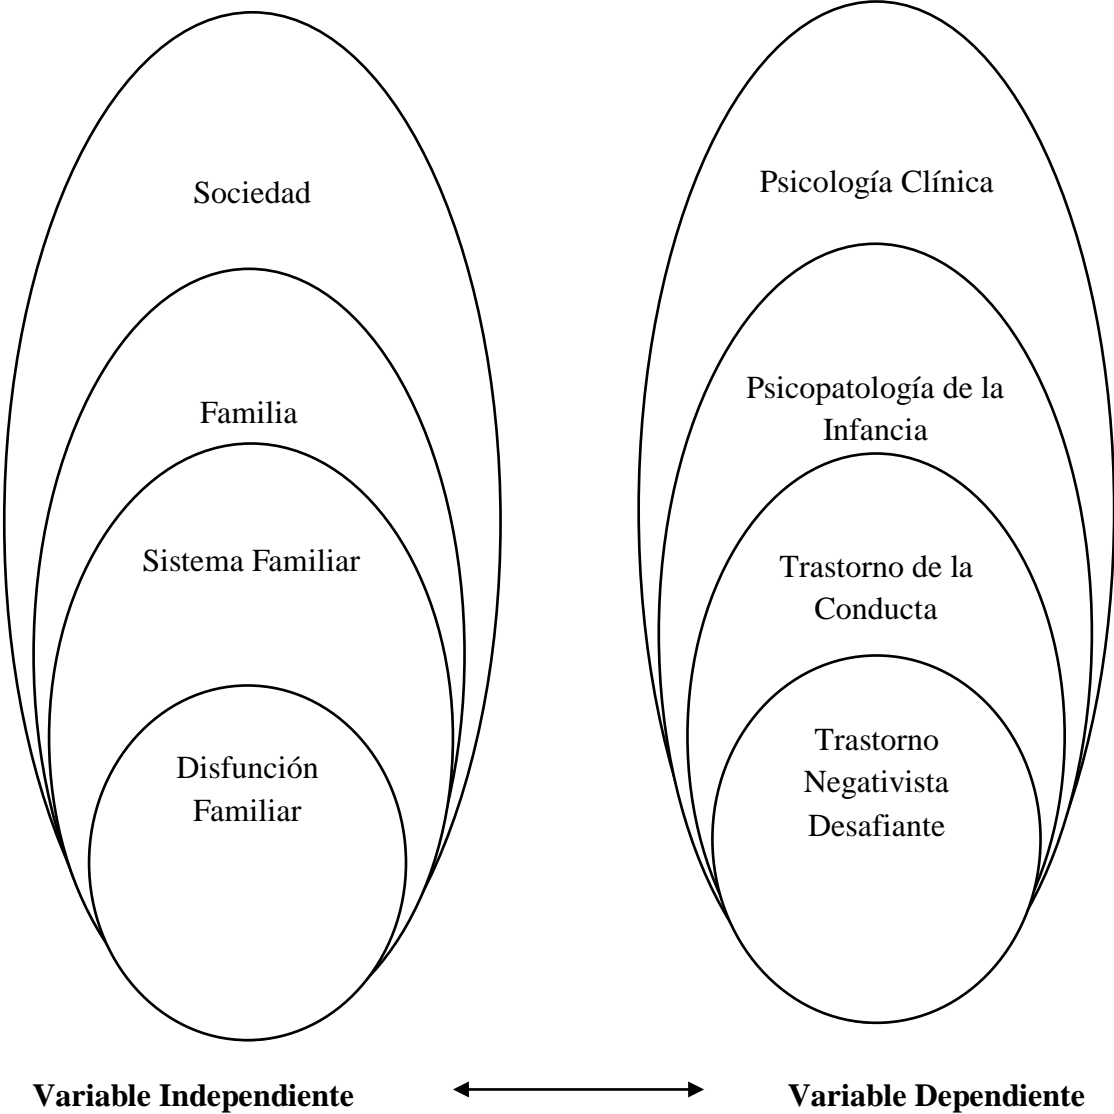 Sociedad
Familia
Sistema Familiar
Disfunción
Familiar
Psicología Clínica
Psicopatología de la
Infancia
Trastorno de la
Conducta
Trastorno
Negativista
Desafiante
Variable Independiente
Variable Dependiente